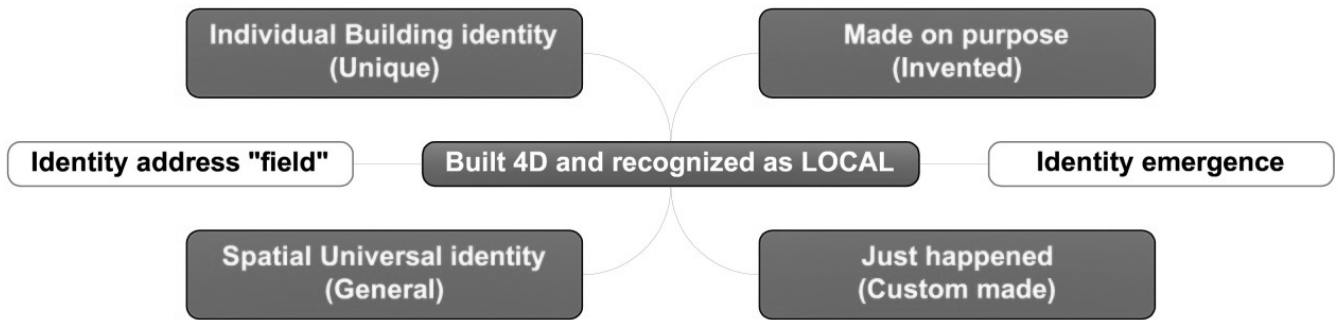 Individual Building identity
(Unique)
Made on purpose
(Invented)
Identity address "field"
Built 4D and recognized as LOCAL
Identity emergence
Spatial Universal identity
(General)
Just happened
(Custom made)